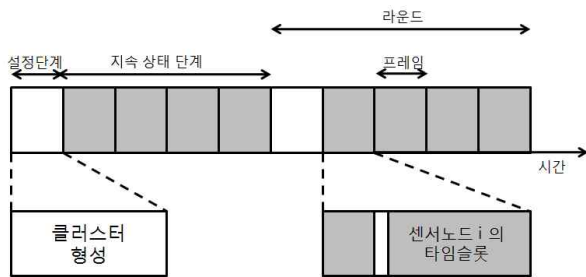 라운드
설정단계
지속 상태 단계
프레임
시간
클러스터
형성
센서노드 i 의
타임슬롯